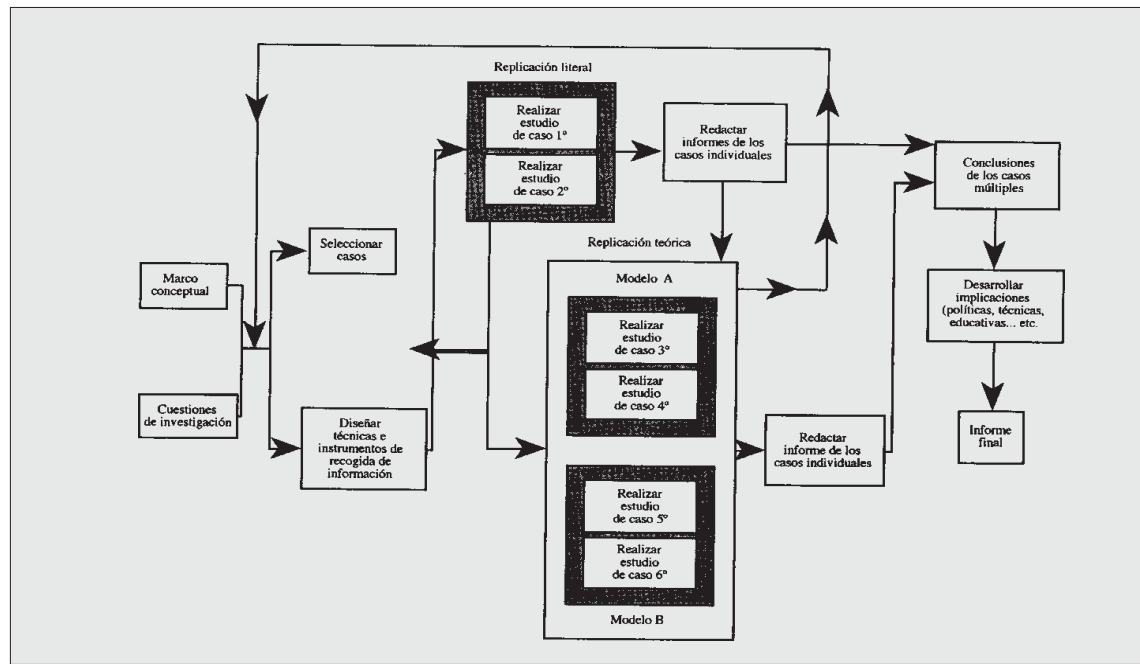 Replicación literal
Realizar
estudio
de caso 1º
Realizar
estudio
de caso 2º
Redactar
informes de los
casos individuales
Conclusiones
de los casos
múltiples
Seleccionar
casos
Marco
conceptual
Replicación teórica
Modelo A
Desarrollar
implicaciones
(políticas, técnicas,
educativas... etc.
Realizar
estudio
de caso 3º
Realizar
estudio
de caso 4º
Cuestiones
de investigación
Diseñar
técnicas e
instrumentos de
recogida de
información
Redactar
informe de los
casos individuales
Informe
final
Realizar
estudio
de caso 5º
Realizar
estudio
de caso 6º
Modelo B